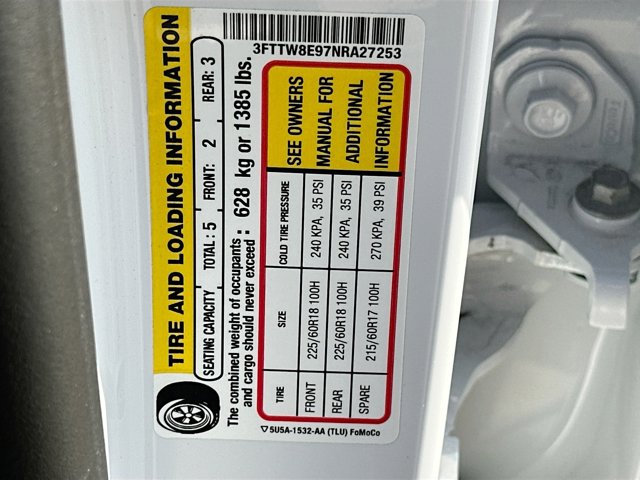 3FTTW8E97NRA27253
TIRE AND LOADING INFORMATION
SEATING CAPACITY TOTAL: 5 FRONT: 2 REAR: 3
The combined weight of occupants
and cargo should never exceed : 628 kg or 1385 lbs.
TIRE SIZE COLD TIRE PRESSURE
FRONT 225/60R18 100H 240 KPA, 35 PSI
REAR 225/60R18 100H 240 KPA, 35 PSI
SPARE 215/60R17 100H 270 KPA, 39 PSI
SEE OWNERS
MANUAL FOR
ADDITIONAL
INFORMATION
5U5A-1532-AA (TLU) FoMoCo